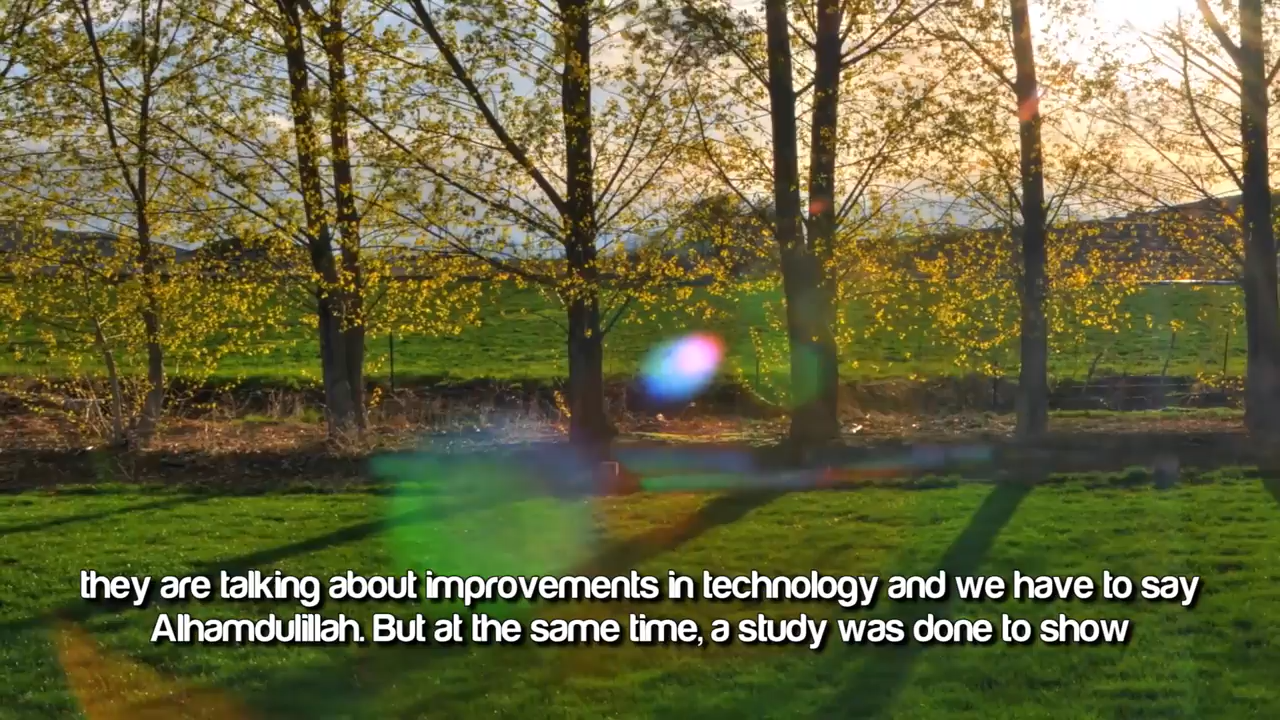 they are talking about improvements in technology and we have to say
Alhamdulillah. But at the same time, a study was done to show